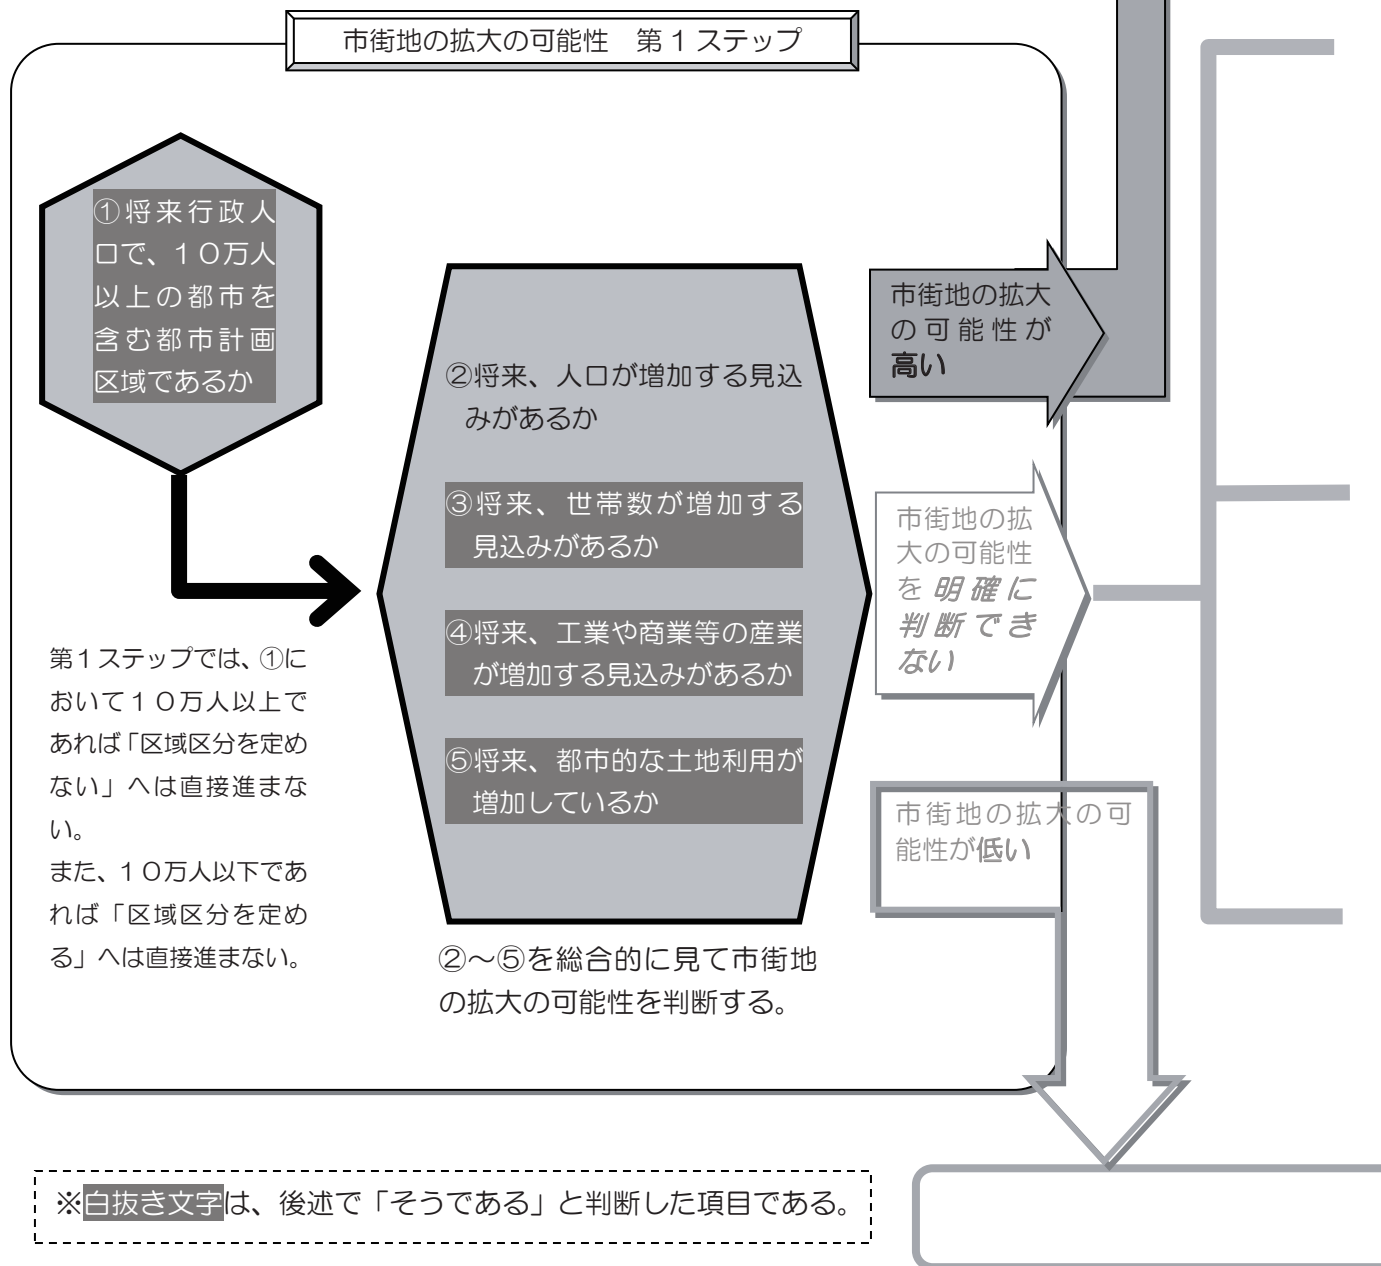 市街地の拡大の可能性　第１ステップ
①将来行政人
口で、１０万人
以上の都市を
含む都市計画
区域であるか
第１ステップでは、①に
おいて１０万人以上で
あれば「区域区分を定め
ない」へは直接進まな
い。
また、１０万人以下であ
れば「区域区分を定め
る」へは直接進まない。
②将来、人口が増加する見込
みがあるか
③将来、世帯数が増加する
見込みがあるか
④将来、工業や商業等の産業
が増加する見込みがあるか
⑤将来、都市的な土地利用が
増加しているか
②～⑤を総合的に見て市街地
の拡大の可能性を判断する。
市街地の拡大
の可能性が
高い
市街地の拡
大の可能性
を明確に
判断でき
ない
市街地の拡大の可
能性が低い
※白抜き文字は、後述で「そうである」と判断した項目である。